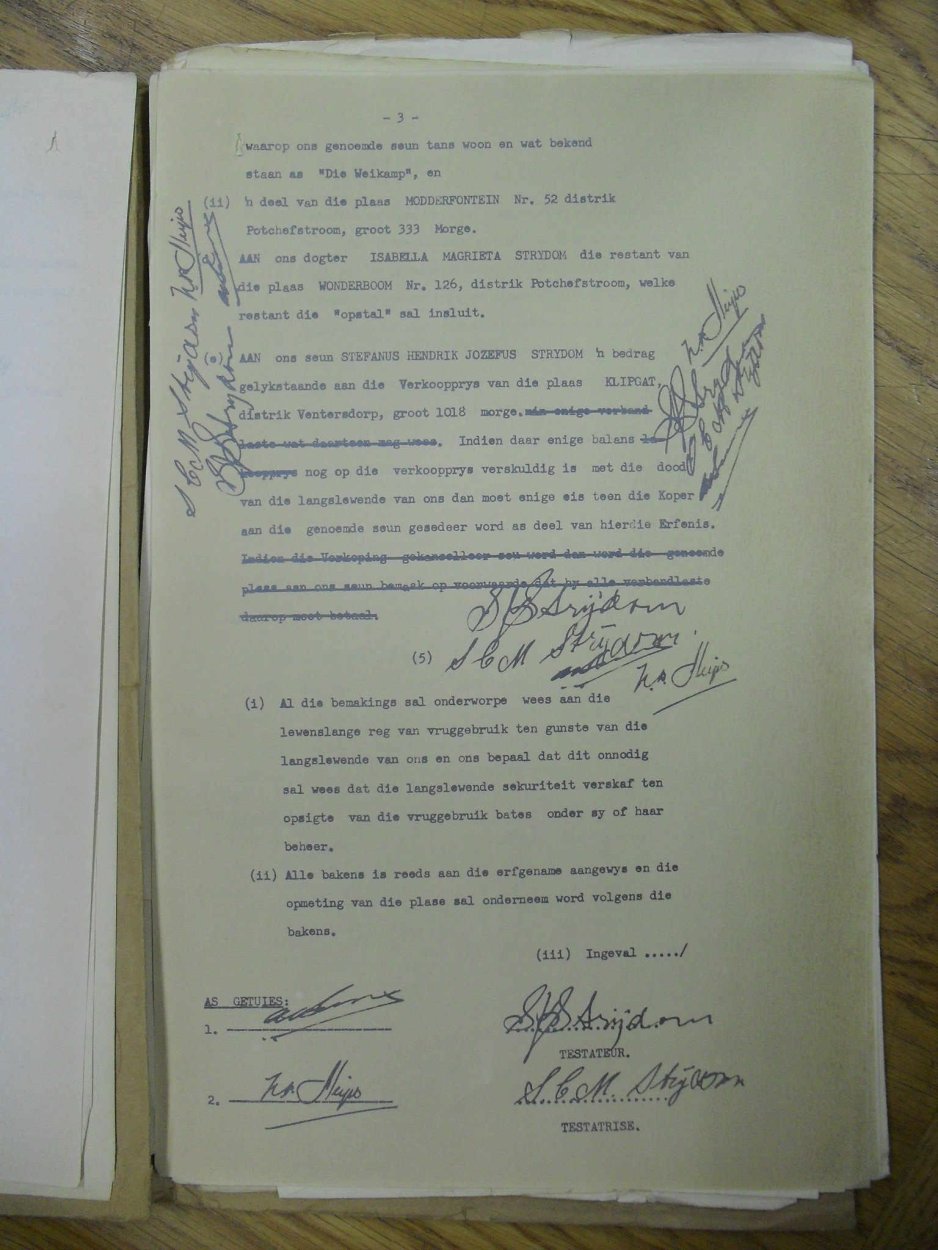 - 3 -
waarop ons genoemde seun tans woon en wat bekend
staan as "Die Weikamp", en
(ii) 'n deel van die plaas MODDERFONTEIN Nr. 52 distrik
Potchefstroom, groot 333 Morge.
AAN ons dogter ISABELLA MAGRIETA STRYDOM die restant van
die plaas WONDERBOOM Nr. 126, distrik Potchefstroom, welke
restant die "opstal" sal insluit.
(e) AAN ons seun STEFANUS HENDRIK JOZEFUS STRYDOM 'n bedrag
gelykstaande aan die Verkoopprys van die plaas KLIPGAT,
distrik Ventersdorp, groot 1018 morge. min enige verband
laste wat daarteen mag wees. Indien daar enige balans
koopprys nog op die verkoopprys verskuldig is met die dood
van die langslewende van ons dan moet enige eis teen die Koper
aan die genoemde seun gesedeer word as deel van hierdie Erfenis.
Indien die Verkoping gekanselleer sou word dan word die genoemde
plaas aan ons seun bemaak op voorwaarde dat hy alle verbandlaste
daarop moet betaal.
S J S Strijdom
S C M Strijdom
(5)
(i) Al die bemakings sal onderworpe wees aan die
lewenslange reg van vruggebruik ten gunste van die
langslewende van ons en ons bepaal dat dit onnodig
sal wees dat die langslewende sekuriteit verskaf ten
opsigte van die vruggebruik bates onder sy of haar
beheer.
(ii) Alle bakens is reeds aan die erfgename aangewys en die
opmeting van die plase sal onderneem word volgens die
bakens.
(iii) Ingeval ...../
AS GETUIES:
1.
S J S Strijdom
TESTATEUR.
2.
S. C. M. Strijdom
TESTATRISE.
S C M Strijdom
S J S Strijdom